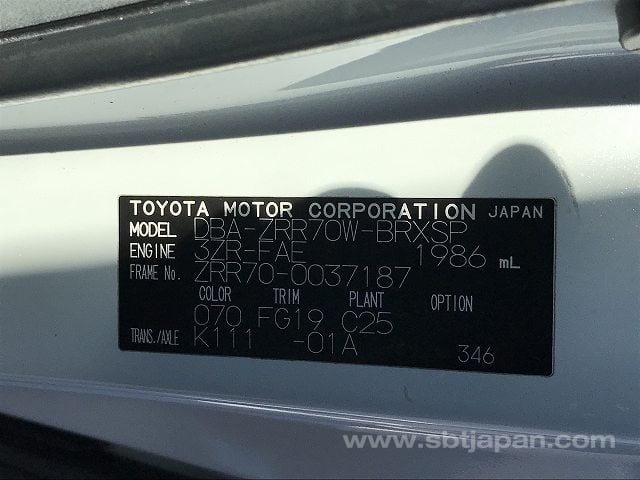 TOYOTA MOTOR CORPORATION JAPAN
MODEL DBA-ZRR70W-BRXSP
ENGINE 3ZR-FAE 1986 mL
FRAME No. ZRR70-0037187
COLOR TRIM PLANT OPTION
070 FG19 C25
TRANS./AXLE K111 -01A
346
www.sbtjapan.com